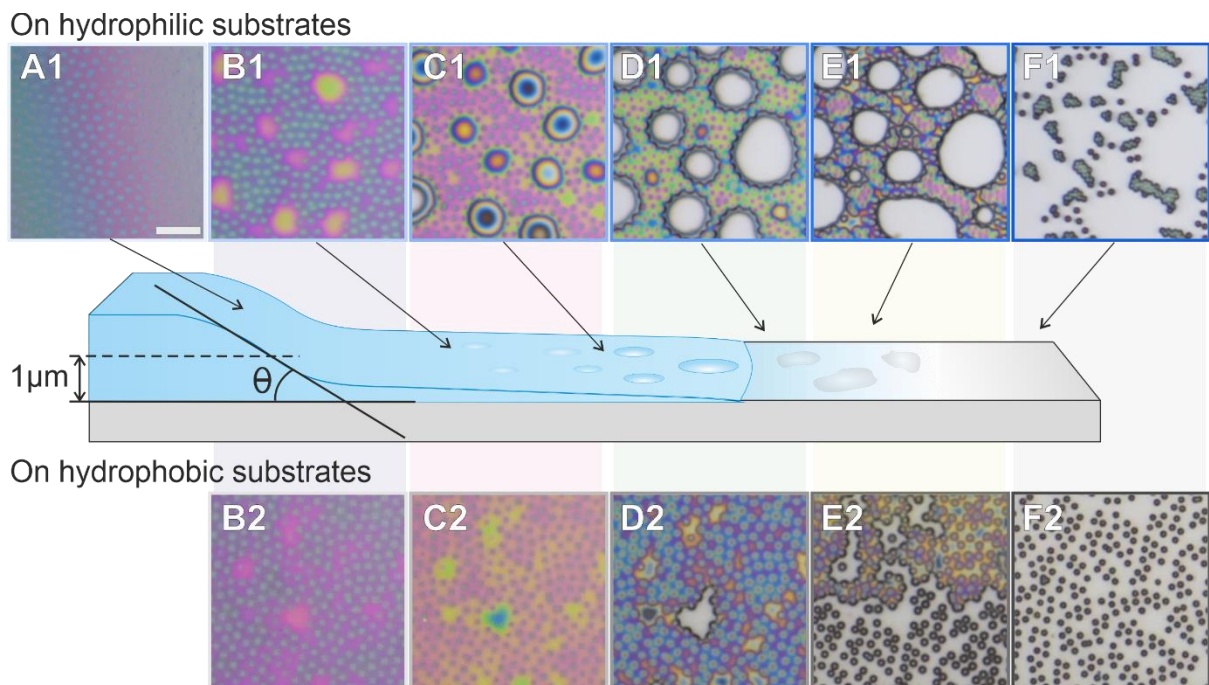 On hydrophilic substrates
A1 B1 C1 D1 E1 F1
1μm
θ
On hydrophobic substrates
B2 C2 D2 E2 F2